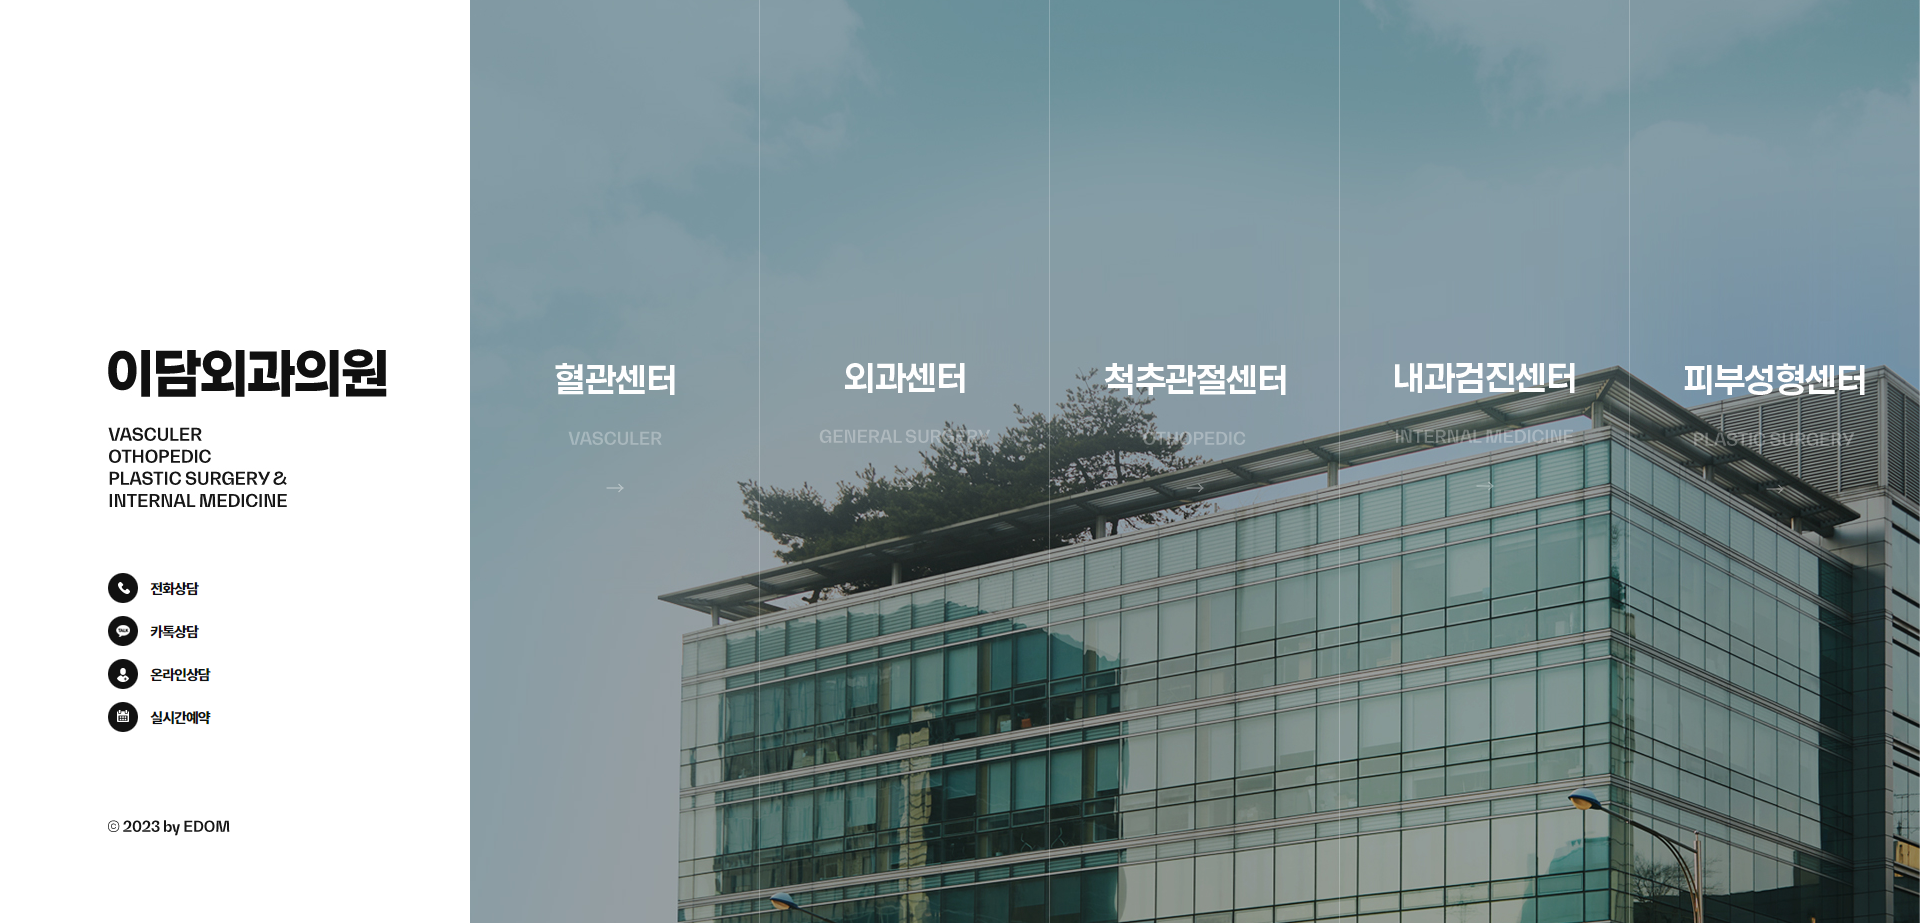 이담외과의원
VASCULER
OTHOPEDIC
PLASTIC SURGERY &
INTERNAL MEDICINE
전화상담
TALK
카톡상담
온라인상담
실시간예약
© 2023 by EDOM
혈관센터
VASCULER
외과센터
GENERAL SURGERY
척추관절센터
OTHOPEDIC
내과검진센터
INTERNAL MEDICINE
피부성형센터
PLASTIC SURGERY